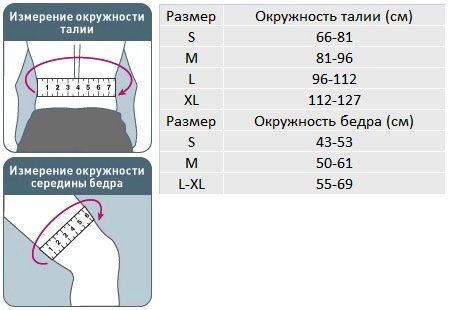 Измерение окружности
талии
1 2 3 4 5 6 7
Измерение окружности
середины бедра
1 2 3 4 5 6
Размер Окружность талии (см)
S 66-81
M 81-96
L 96-112
XL 112-127
Размер Окружность бедра (см)
S 43-53
M 50-61
L-XL 55-69